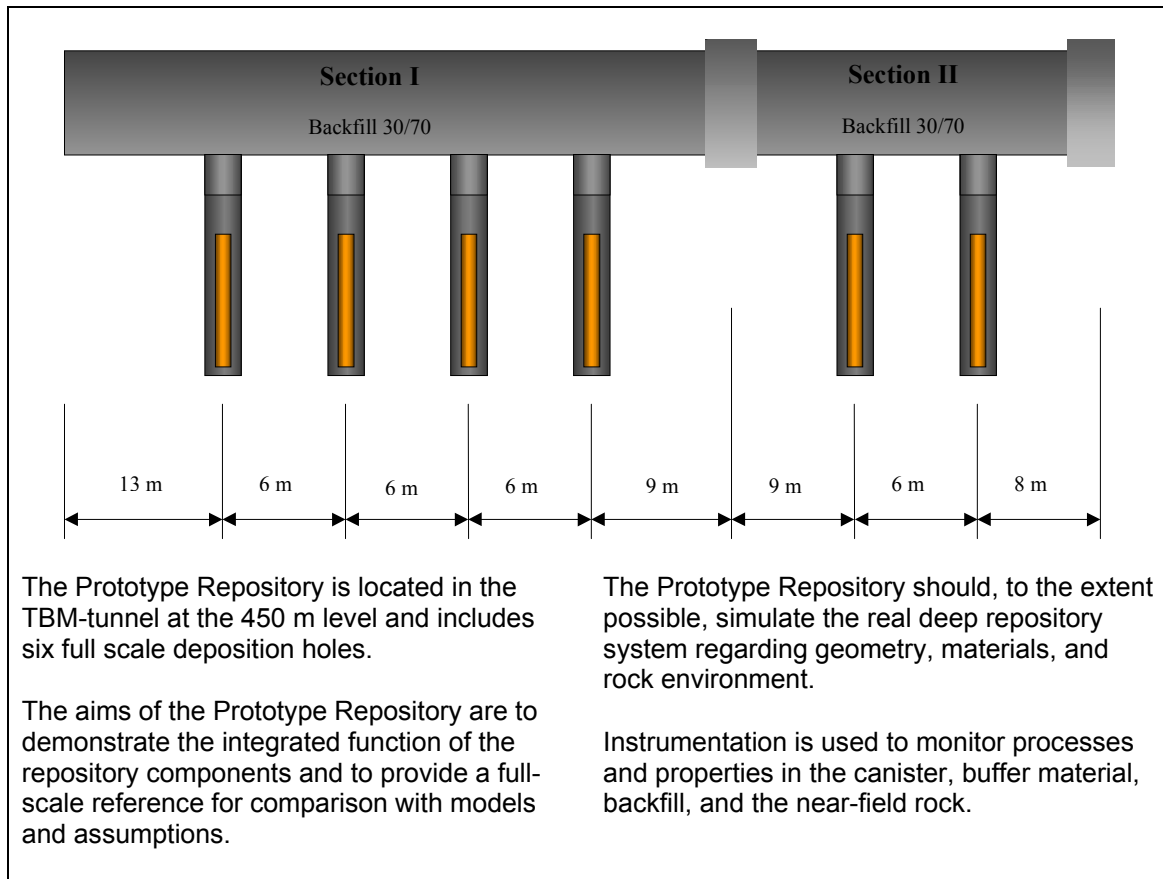 Section I
Section II
Backfill 30/70
Backfill 30/70
13 m
6 m
6 m
6 m
9 m
9 m
6 m
8 m
The Prototype Repository is located in the
TBM-tunnel at the 450 m level and includes
six full scale deposition holes.
The aims of the Prototype Repository are to
demonstrate the integrated function of the
repository components and to provide a full-
scale reference for comparison with models
and assumptions.
The Prototype Repository should, to the extent
possible, simulate the real deep repository
system regarding geometry, materials, and
rock environment.
Instrumentation is used to monitor processes
and properties in the canister, buffer material,
backfill, and the near-field rock.